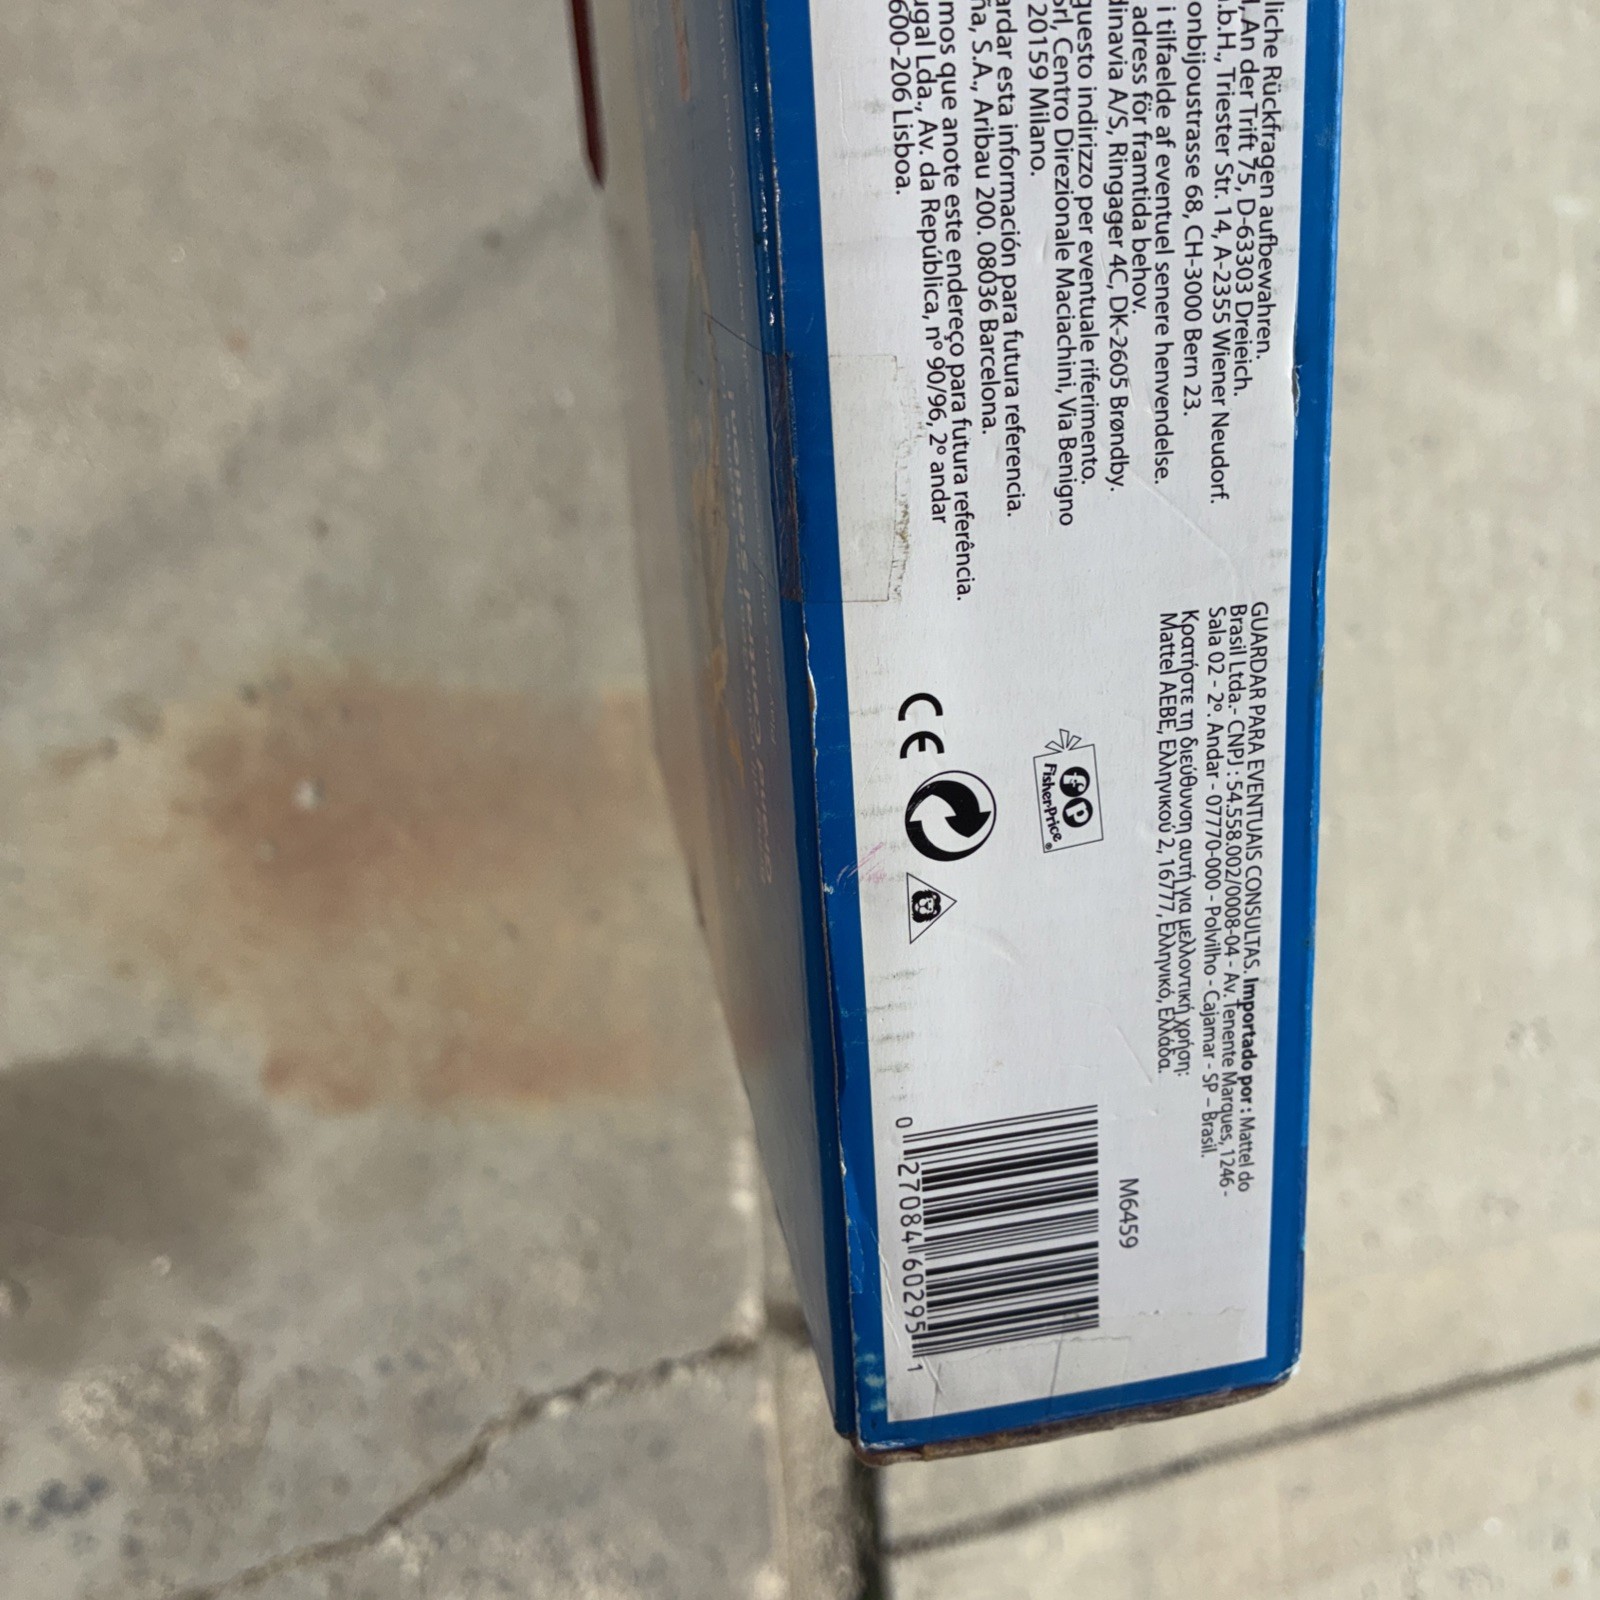 liche Rückfragen aufbewahren.
An der Trift 75, D-63303 Dreieich.
.b.H., Triester Str. 14, A-2355 Wiener Neudorf.
onbijoustrasse 68, CH-3000 Bern 23.
i tilfaelde af eventuel senere henvendelse.
adress för framtida behov.
dinavia A/S, Ringager 4C, DK-2605 Brøndby.
questo indirizzo per eventuale riferimento.
Centro Direzionale Maciachini, Via Benigno
20159 Milano.
ardar esta información para futura referencia.
ña, S.A., Aribau 200. 08036 Barcelona.
mos que anote este endereço para futura referência.
ugal Lda., Av. da República, nº 90/96, 2º andar
600-206 Lisboa.
GUARDAR PARA EVENTUAIS CONSULTAS. Importado por : Mattel do
Brasil Ltda.- CNPJ : 54.558.002/0008-04 - Av. Tenente Marques, 1246 -
Sala 02 - 2º. Andar - 07770-000 - Polvilho - Cajamar - SP – Brasil.
Κρατήστε τη διεύθυνση αυτή για μελλοντική χρήση:
Mattel AEBE, Ελληνικού 2, 16777, Ελληνικό, Ελλάδα.
fp
Fisher-Price®
CE
M6459
0 27084 60295 1